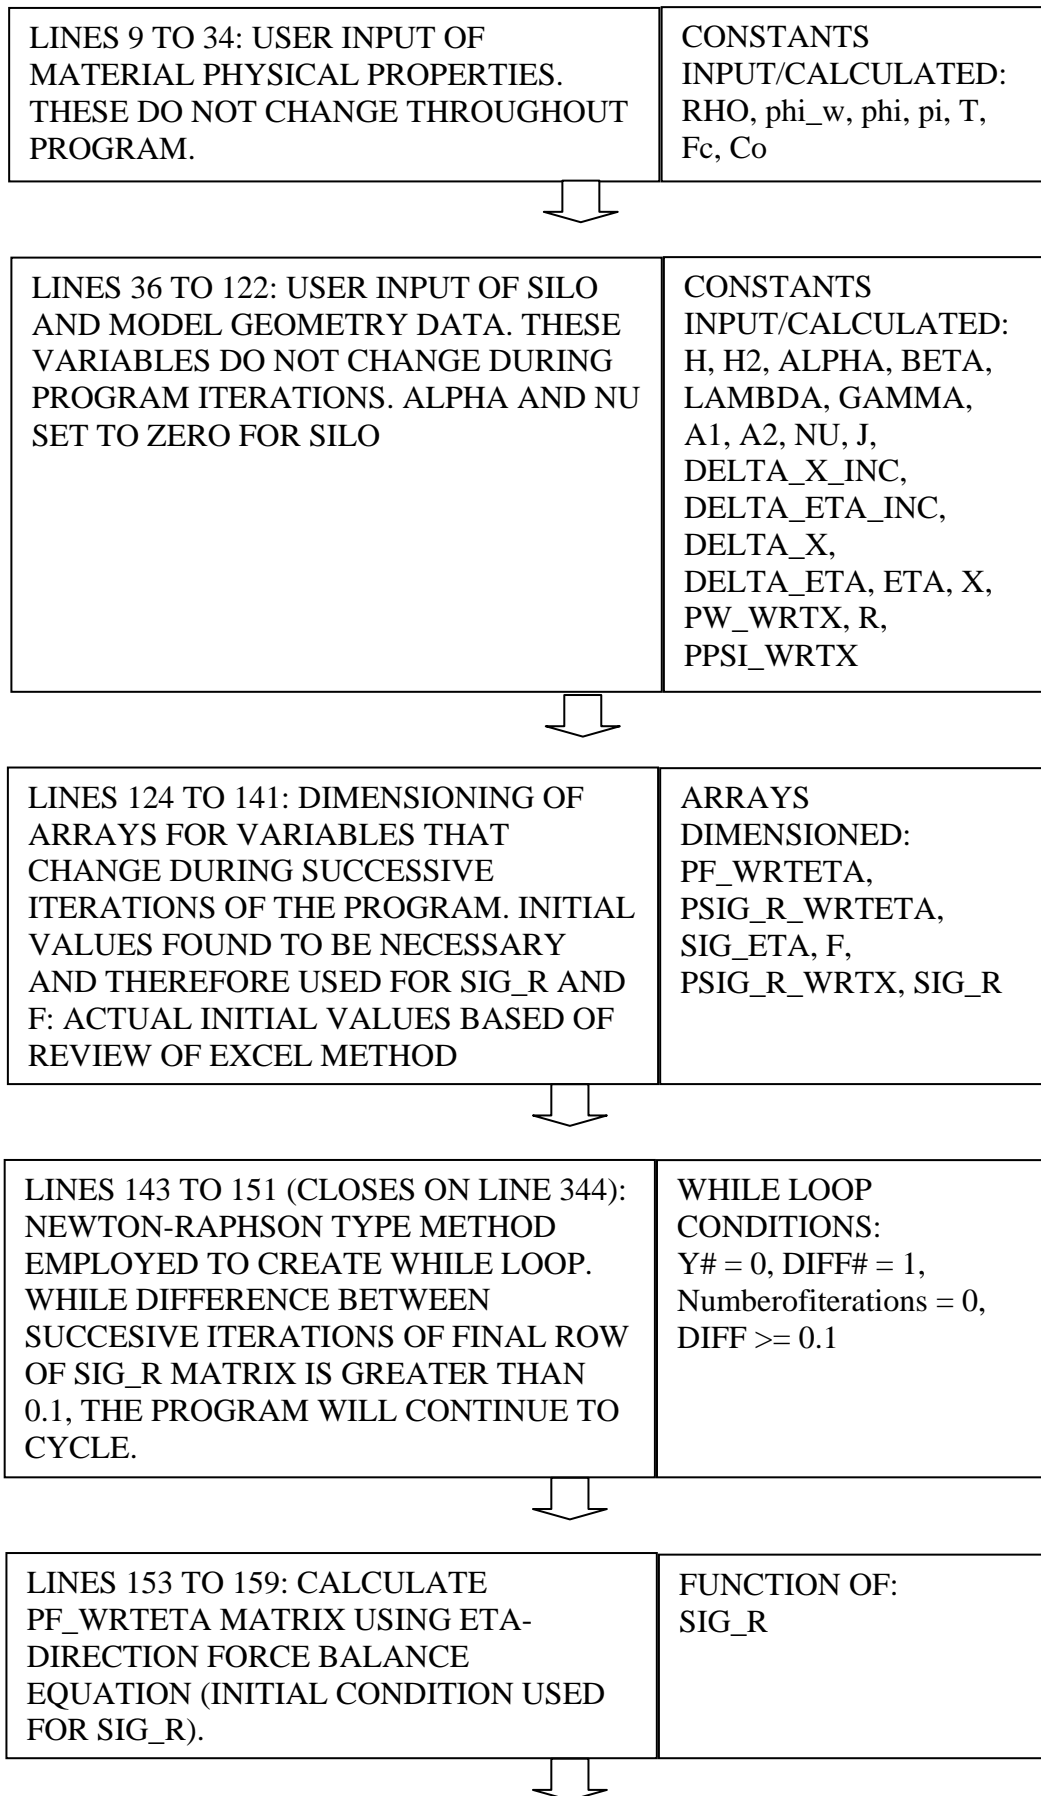 LINES 9 TO 34: USER INPUT OF
MATERIAL PHYSICAL PROPERTIES.
THESE DO NOT CHANGE THROUGHOUT
PROGRAM.
CONSTANTS
INPUT/CALCULATED:
RHO, phi_w, phi, pi, T,
Fc, Co
LINES 36 TO 122: USER INPUT OF SILO
AND MODEL GEOMETRY DATA. THESE
VARIABLES DO NOT CHANGE DURING
PROGRAM ITERATIONS. ALPHA AND NU
SET TO ZERO FOR SILO
CONSTANTS
INPUT/CALCULATED:
H, H2, ALPHA, BETA,
LAMBDA, GAMMA,
A1, A2, NU, J,
DELTA_X_INC,
DELTA_ETA_INC,
DELTA_X,
DELTA_ETA, ETA, X,
PW_WRTX, R,
PPSI_WRTX
LINES 124 TO 141: DIMENSIONING OF
ARRAYS FOR VARIABLES THAT
CHANGE DURING SUCCESSIVE
ITERATIONS OF THE PROGRAM. INITIAL
VALUES FOUND TO BE NECESSARY
AND THEREFORE USED FOR SIG_R AND
F: ACTUAL INITIAL VALUES BASED OF
REVIEW OF EXCEL METHOD
ARRAYS
DIMENSIONED:
PF_WRTETA,
PSIG_R_WRTETA,
SIG_ETA, F,
PSIG_R_WRTX, SIG_R
LINES 143 TO 151 (CLOSES ON LINE 344):
NEWTON-RAPHSON TYPE METHOD
EMPLOYED TO CREATE WHILE LOOP.
WHILE DIFFERENCE BETWEEN
SUCCESIVE ITERATIONS OF FINAL ROW
OF SIG_R MATRIX IS GREATER THAN
0.1, THE PROGRAM WILL CONTINUE TO
CYCLE.
WHILE LOOP
CONDITIONS:
Y# = 0, DIFF# = 1,
Numberofiterations = 0,
DIFF >= 0.1
LINES 153 TO 159: CALCULATE
PF_WRTETA MATRIX USING ETA-
DIRECTION FORCE BALANCE
EQUATION (INITIAL CONDITION USED
FOR SIG_R).
FUNCTION OF:
SIG_R